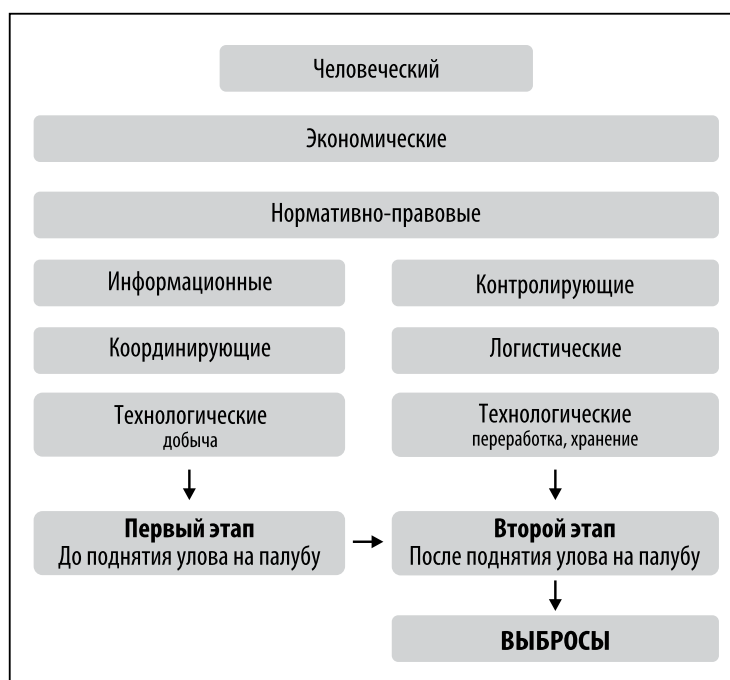 Человеческий
Экономические
Нормативно-правовые
Информационные
Контролирующие
Координирующие
Логистические
Технологические
добыча
Технологические
переработка, хранение
Первый этап
До поднятия улова на палубу
Второй этап
После поднятия улова на палубу
ВЫБРОСЫ